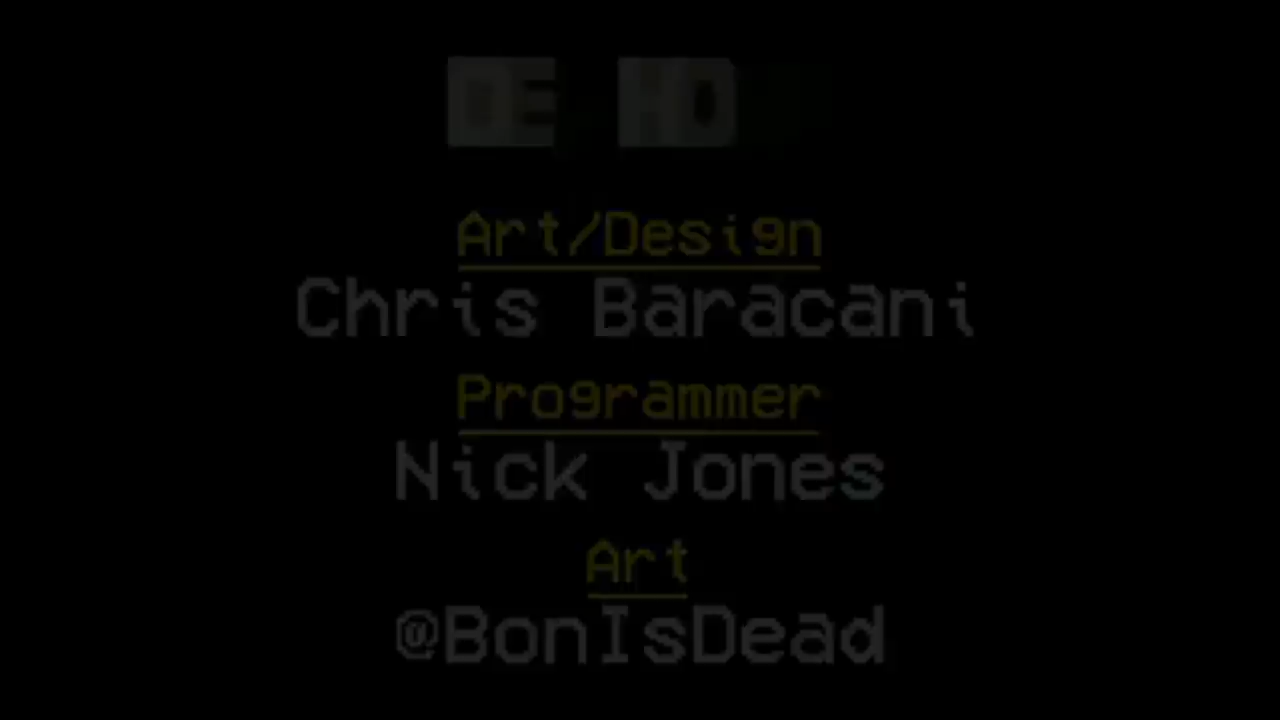 Art/Design
Chris Baracani
Programmer
Nick Jones
Art
@BonIsDead